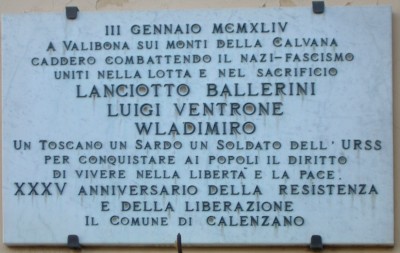 III GENNAIO MCMXLIV
A VALIBONA SUI MONTI DELLA CALVANA
CADDERO COMBATTENDO IL NAZI-FASCISMO
UNITI NELLA LOTTA E NEL SACRIFICIO
LANCIOTTO BALLERINI
LUIGI VENTRONE
WLADIMIRO
UN TOSCANO UN SARDO UN SOLDATO DELL'URSS
PER CONQUISTARE AI POPOLI IL DIRITTO
DI VIVERE NELLA LIBERTÀ E LA PACE.
XXXV ANNIVERSARIO DELLA RESISTENZA
E DELLA LIBERAZIONE
IL COMUNE DI CALENZANO